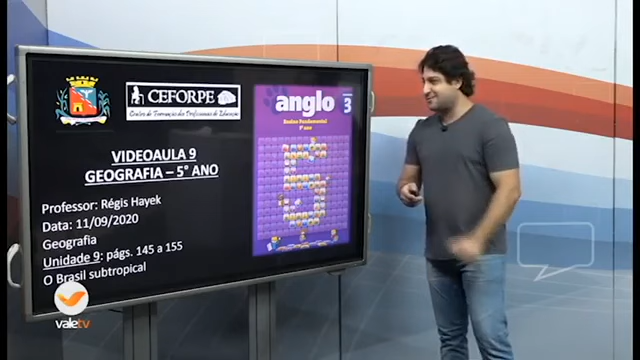 CEFORPE
Centro de Formação dos Profissionais de Educação
anglo
3
Ensino Fundamental
5º ano
VIDEOAULA 9
GEOGRAFIA – 5° ANO
Professor: Régis Hayek
Data: 11/09/2020
Geografia
Unidade 9: págs. 145 a 155
O Brasil subtropical
valetv